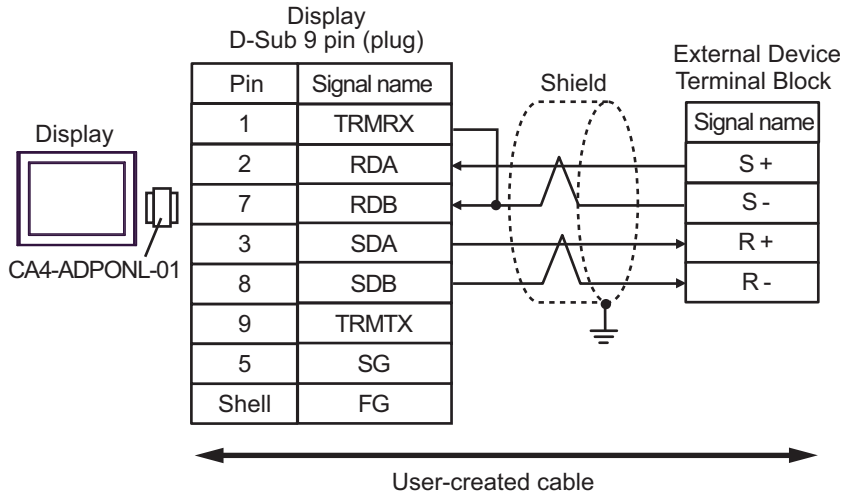 Display
D-Sub 9 pin (plug)
External Device
Terminal Block
Display
CA4-ADPONL-01
Pin Signal name
1 TRMRX
2 RDA
7 RDB
3 SDA
8 SDB
9 TRMTX
5 SG
Shell FG
Shield
Signal name
S +
S -
R +
R -
User-created cable